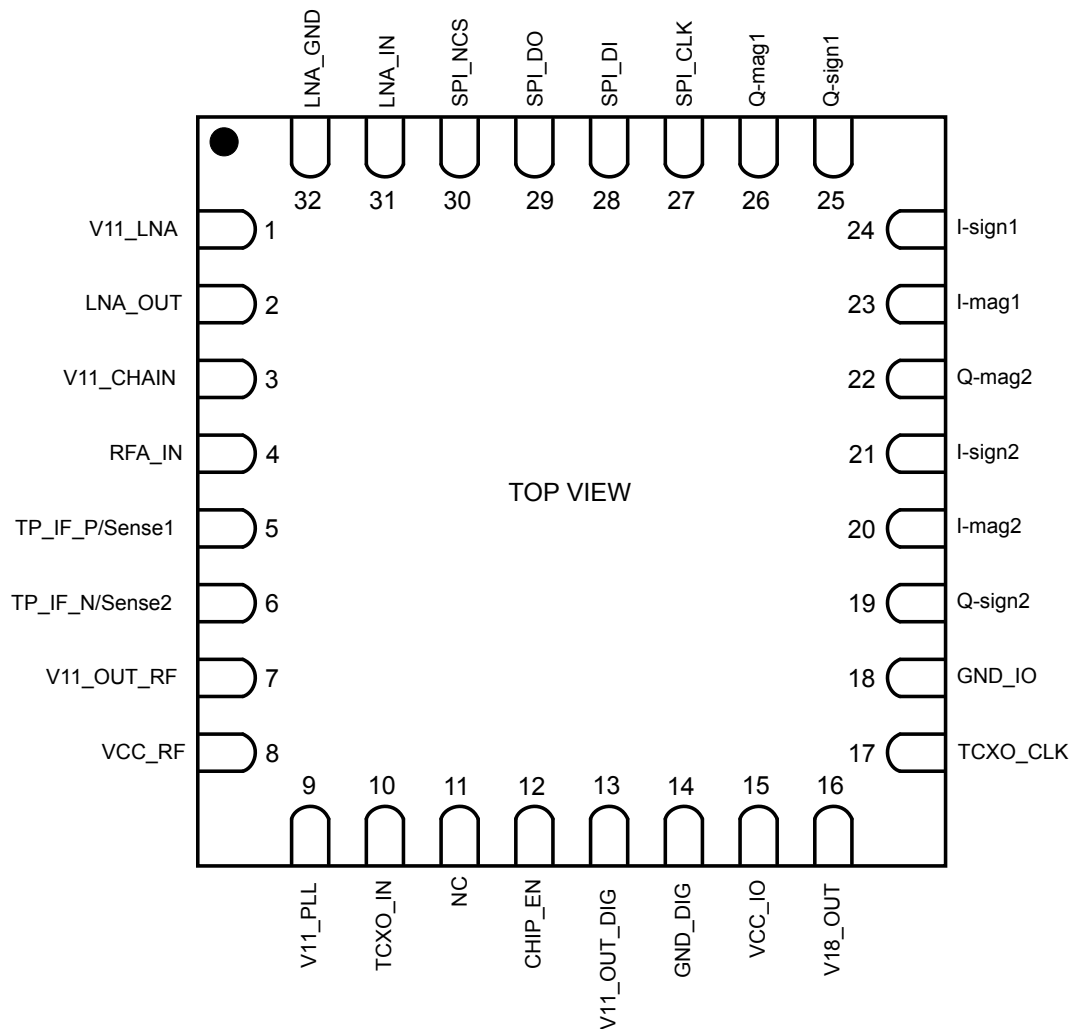 LNA_GND
LNA_IN
SPI_NCS
SPI_DO
SPI_DI
SPI_CLK
Q-mag1
Q-sign1
32
31
30
29
28
27
26
25
V11_LNA
1
24
I-sign1
LNA_OUT
2
23
I-mag1
V11_CHAIN
3
22
Q-mag2
RFA_IN
4
21
I-sign2
TOP VIEW
TP_IF_P/Sense1
5
20
I-mag2
TP_IF_N/Sense2
6
19
Q-sign2
V11_OUT_RF
7
18
GND_IO
VCC_RF
8
17
TCXO_CLK
9
10
11
12
13
14
15
16
V11_PLL
TCXO_IN
NC
CHIP_EN
V11_OUT_DIG
GND_DIG
VCC_IO
V18_OUT